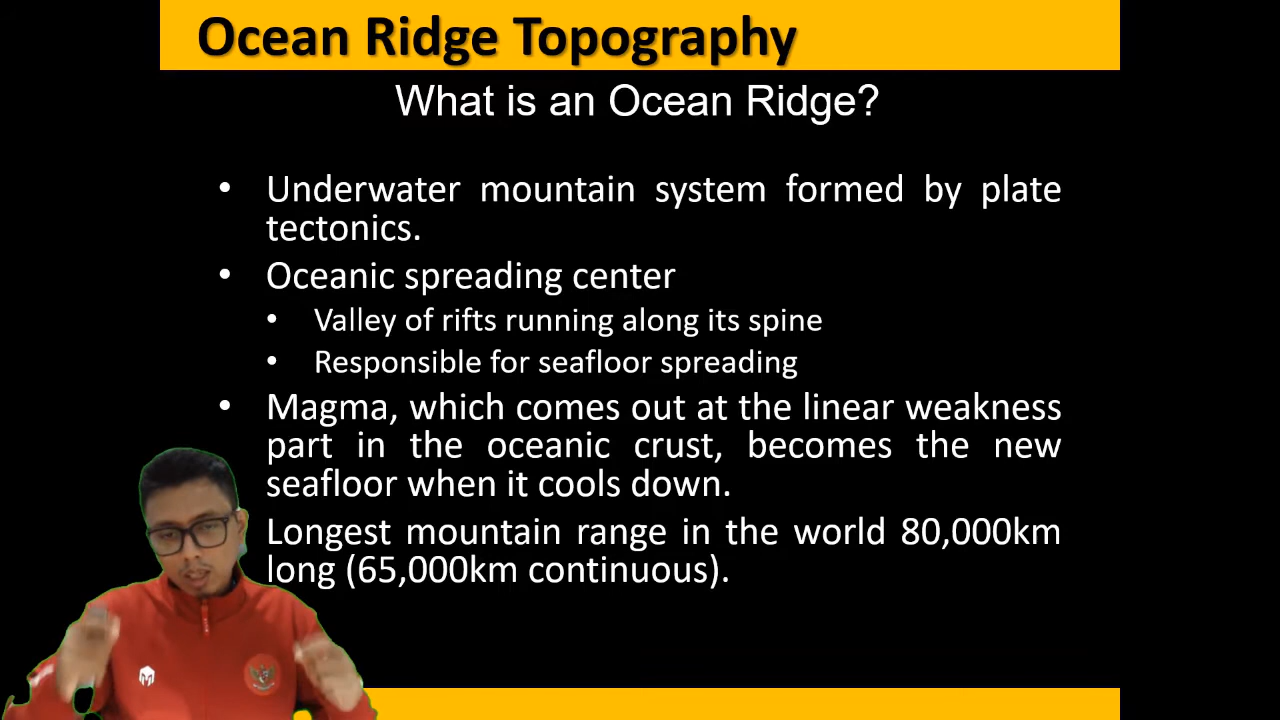 Ocean Ridge Topography
What is an Ocean Ridge?
• Underwater mountain system formed by plate
tectonics.
• Oceanic spreading center
• Valley of rifts running along its spine
• Responsible for seafloor spreading
• Magma, which comes out at the linear weakness
part in the oceanic crust, becomes the new
seafloor when it cools down.
Longest mountain range in the world 80,000km
long (65,000km continuous).